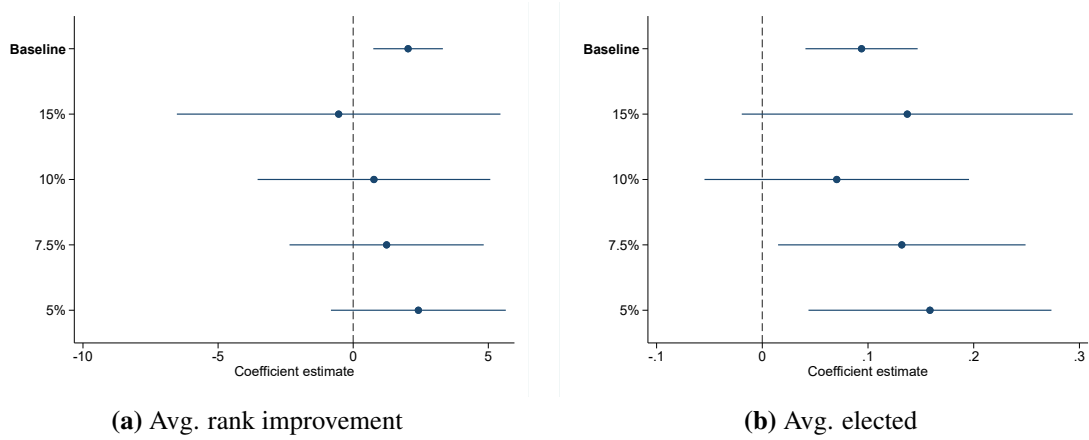 Baseline
15%
10%
7.5%
5%
-10 -5 0 5
Coefficient estimate
(a) Avg. rank improvement
Baseline
15%
10%
7.5%
5%
-.1 0 .1 .2 .3
Coefficient estimate
(b) Avg. elected